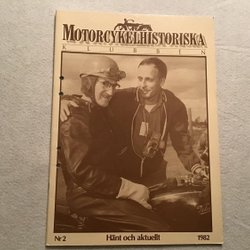 MOTORCYKELHISTORISKA
KLUBBEN
Nr 2 Hänt och aktuellt 1982